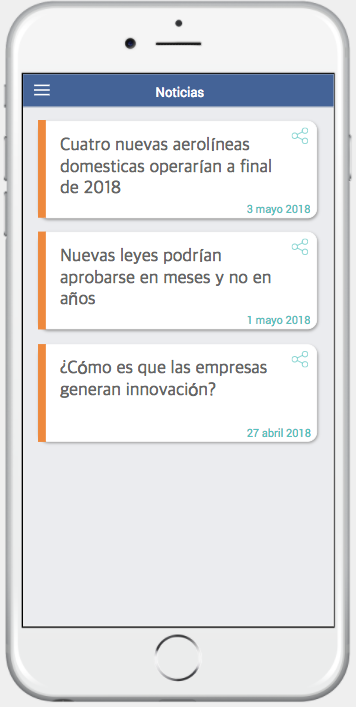 Noticias
Cuatro nuevas aerolíneas
domesticas operarían a final
de 2018
3 mayo 2018
Nuevas leyes podrían
aprobarse en meses y no en
años
1 mayo 2018
¿Cómo es que las empresas
generan innovación?
27 abril 2018